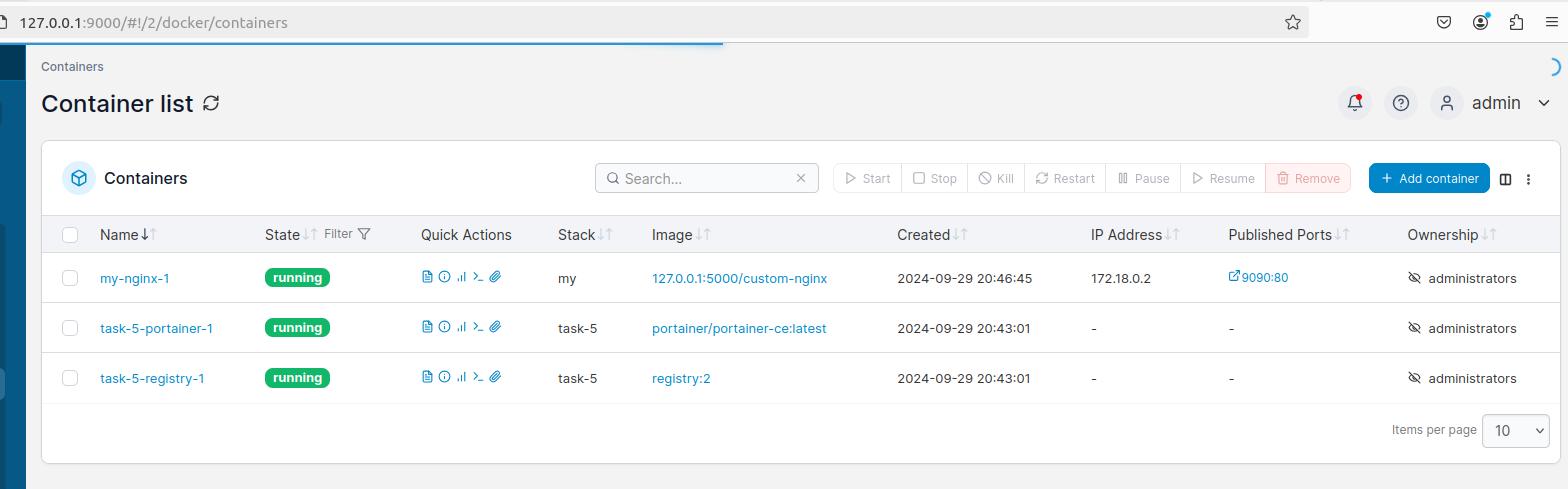 127.0.0.1:9000/#!/2/docker/containers
Containers
Container list
admin
Containers
Search...
Start Stop Kill Restart Pause Resume Remove
Add container
Name State Filter Quick Actions Stack Image Created IP Address Published Ports Ownership
my-nginx-1 running my 127.0.0.1:5000/custom-nginx 2024-09-29 20:46:45 172.18.0.2 9090:80 administrators
task-5-portainer-1 running task-5 portainer/portainer-ce:latest 2024-09-29 20:43:01 - - administrators
task-5-registry-1 running task-5 registry:2 2024-09-29 20:43:01 - - administrators
Items per page 10